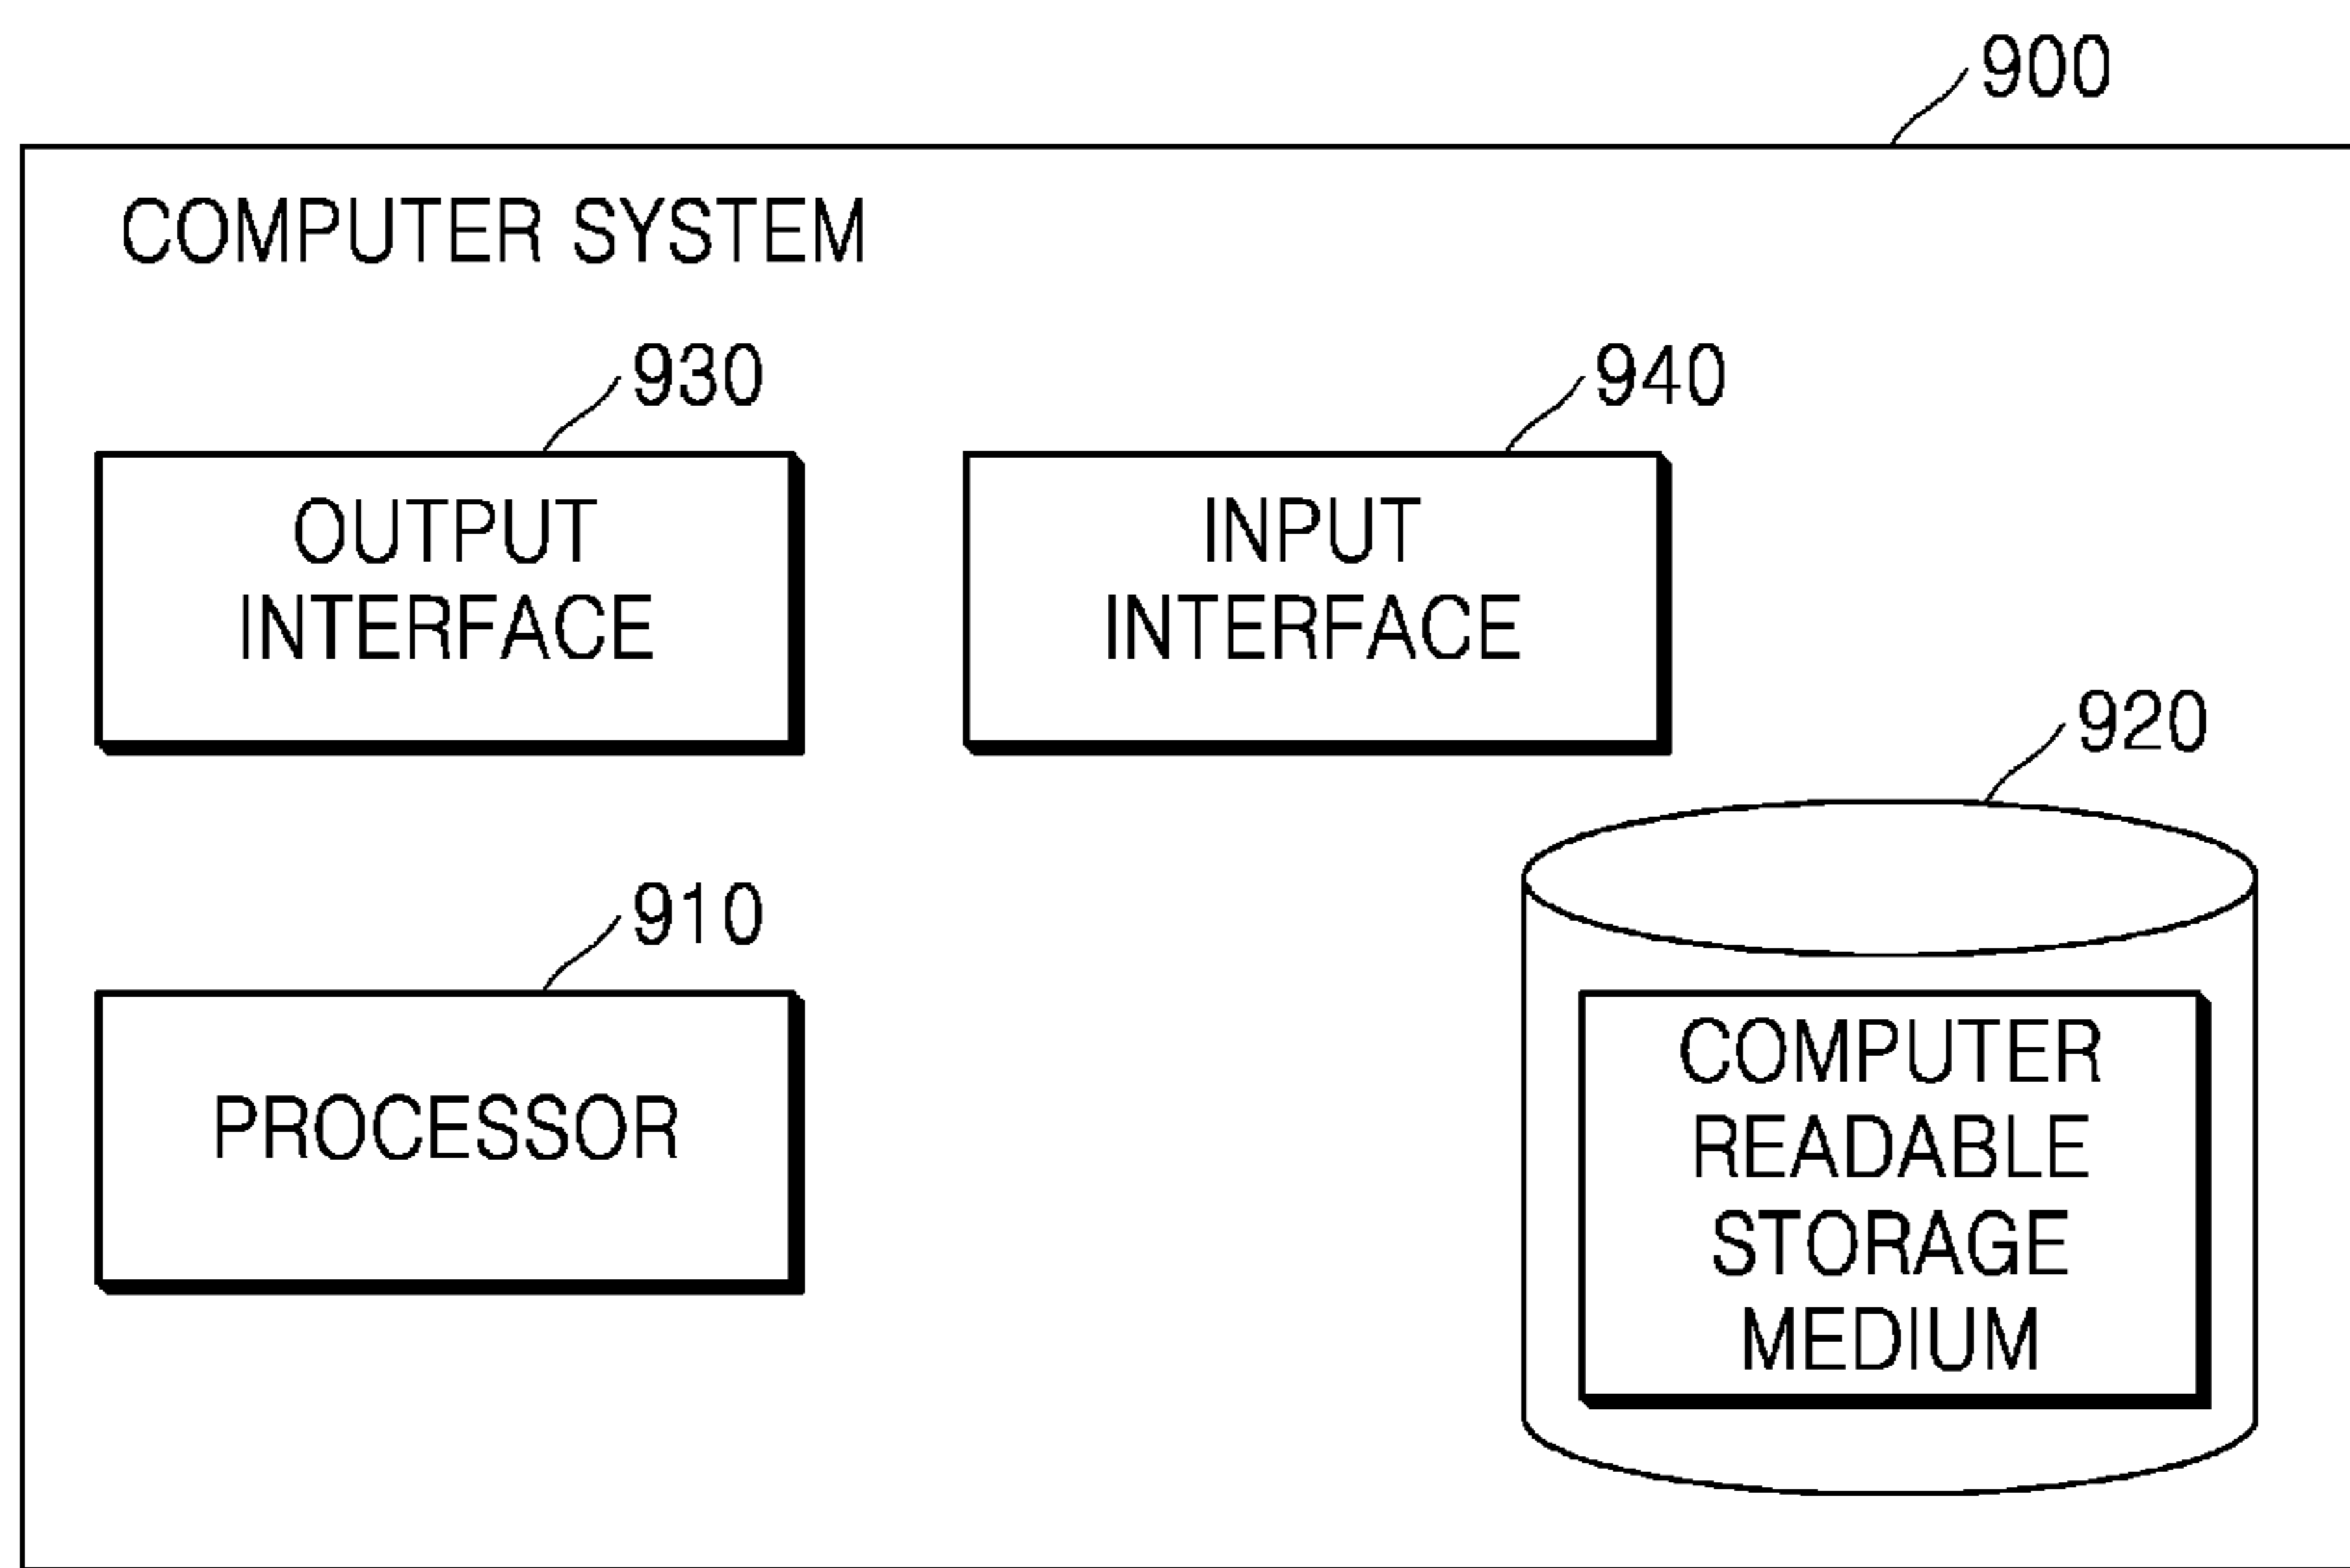 900
COMPUTER SYSTEM
930
OUTPUT
INTERFACE
940
INPUT
INTERFACE
920
910
PROCESSOR
COMPUTER
READABLE
STORAGE
MEDIUM